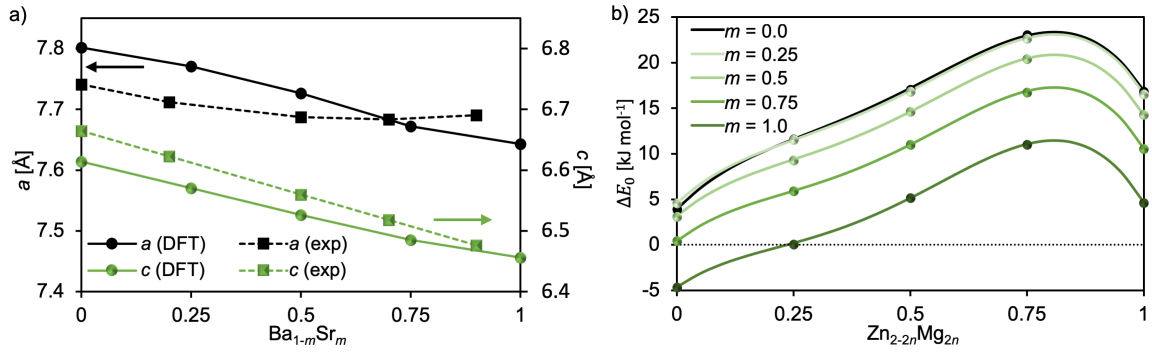 a)
7.8
7.7
7.6
7.5
7.4
a [Å]
6.8
6.7
6.6
6.5
6.4
c [Å]
a (DFT)
a (exp)
c (DFT)
c (exp)
0
0.25
0.5
0.75
1
Ba₁₋ₘSrₘ
b)
25
20
15
10
5
0
-5
ΔE₀ [kJ mol⁻¹]
m = 0.0
m = 0.25
m = 0.5
m = 0.75
m = 1.0
0
0.25
0.5
0.75
1
Zn₂₋₂ₙMg₂ₙ